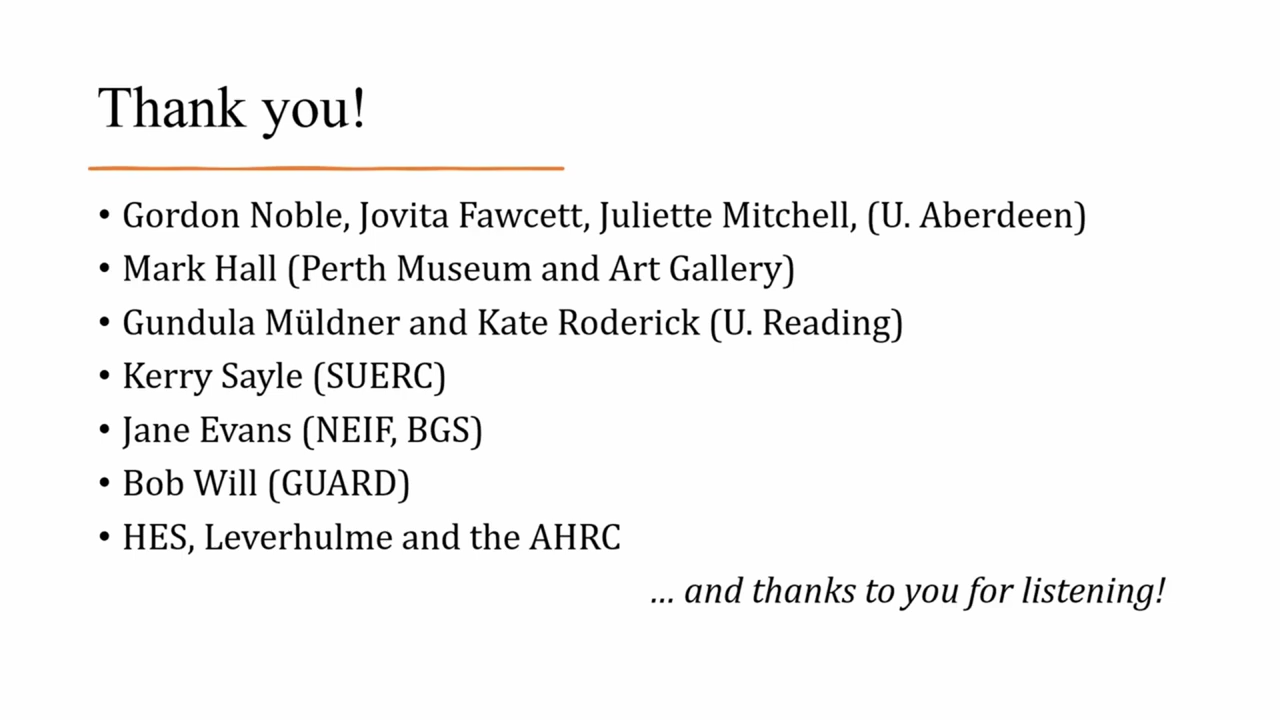 Thank you!
• Gordon Noble, Jovita Fawcett, Juliette Mitchell, (U. Aberdeen)
• Mark Hall (Perth Museum and Art Gallery)
• Gundula Müldner and Kate Roderick (U. Reading)
• Kerry Sayle (SUERC)
• Jane Evans (NEIF, BGS)
• Bob Will (GUARD)
• HES, Leverhulme and the AHRC
... and thanks to you for listening!